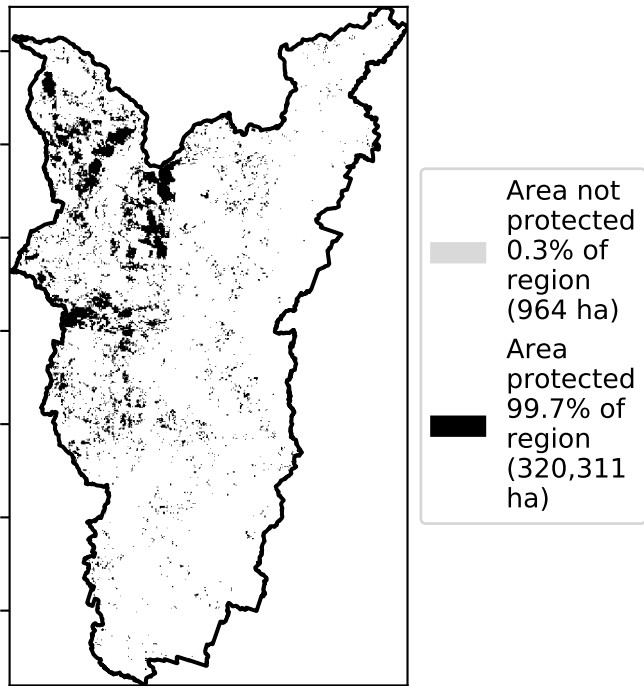 Area not
protected
0.3% of
region
(964 ha)
Area
protected
99.7% of
region
(320,311
ha)